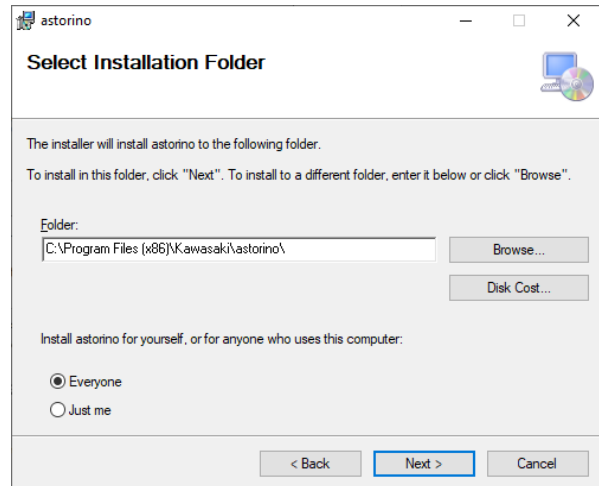 astorino
Select Installation Folder
The installer will install astorino to the following folder.
To install in this folder, click "Next". To install to a different folder, enter it below or click "Browse".
Folder:
C:\Program Files (x86)\Kawasaki\astorino\
Browse...
Disk Cost...
Install astorino for yourself, or for anyone who uses this computer:
Everyone
Just me
< Back Next > Cancel